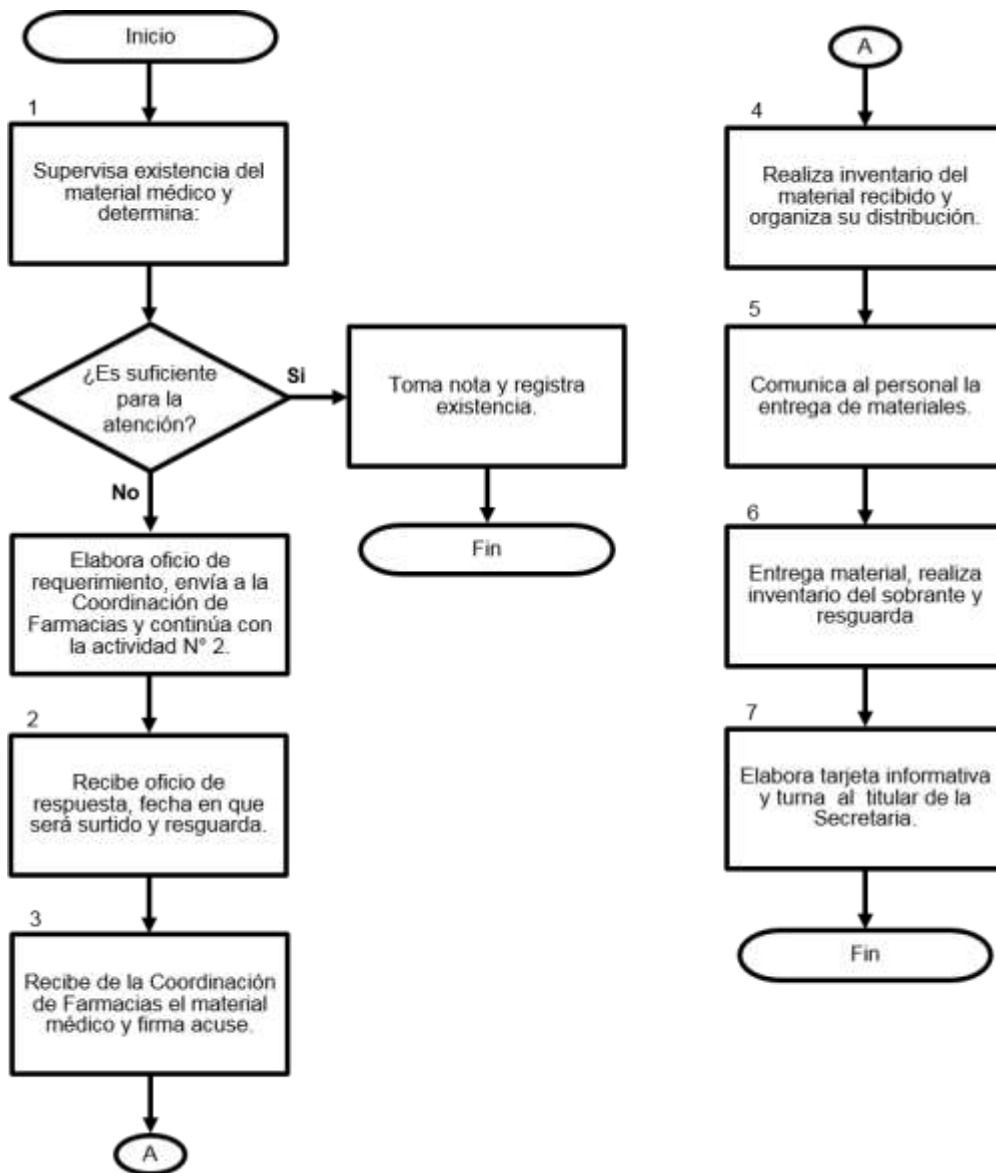 Inicio
1
Supervisa existencia del
material médico y
determina:
¿Es suficiente
para la
atención?
Si
Toma nota y registra
existencia.
Fin
No
Elabora oficio de
requerimiento, envía a la
Coordinación de
Farmacias y continúa con
la actividad N° 2.
2
Recibe oficio de
respuesta, fecha en que
será surtido y resguarda.
3
Recibe de la Coordinación
de Farmacias el material
médico y firma acuse.
A
A
4
Realiza inventario del
material recibido y
organiza su distribución.
5
Comunica al personal la
entrega de materiales.
6
Entrega material, realiza
inventario del sobrante y
resguarda
7
Elabora tarjeta informativa
y turna al titular de la
Secretaria.
Fin